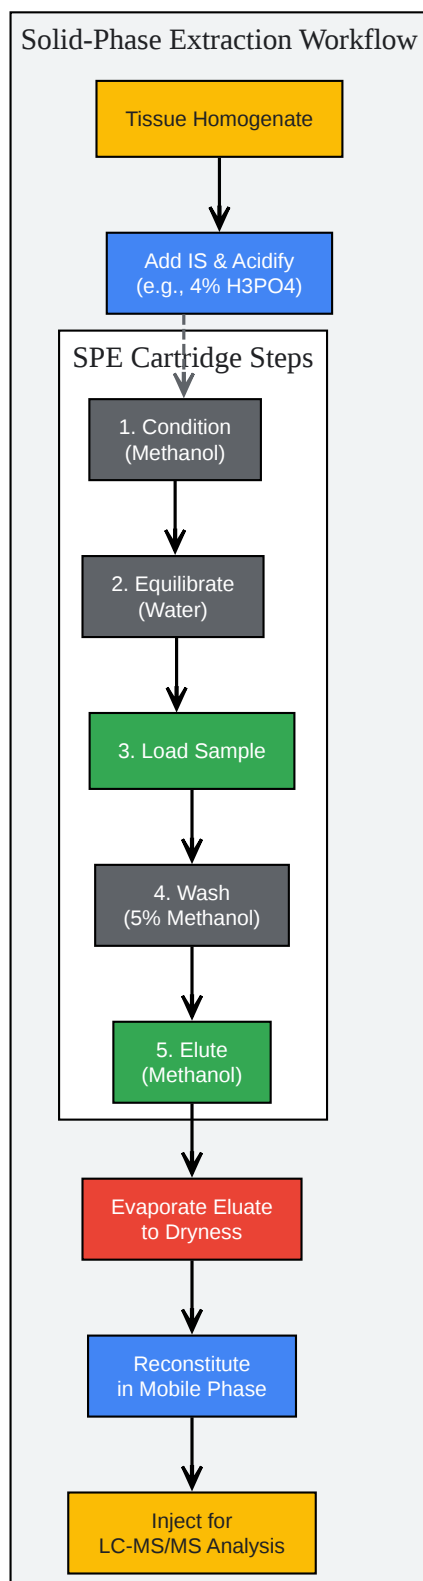 Solid-Phase Extraction Workflow
Tissue Homogenate
Add IS & Acidify
(e.g., 4% H3PO4)
SPE Cartridge Steps
1. Condition
(Methanol)
2. Equilibrate
(Water)
3. Load Sample
4. Wash
(5% Methanol)
5. Elute
(Methanol)
Evaporate Eluate
to Dryness
Reconstitute
in Mobile Phase
Inject for
LC-MS/MS Analysis